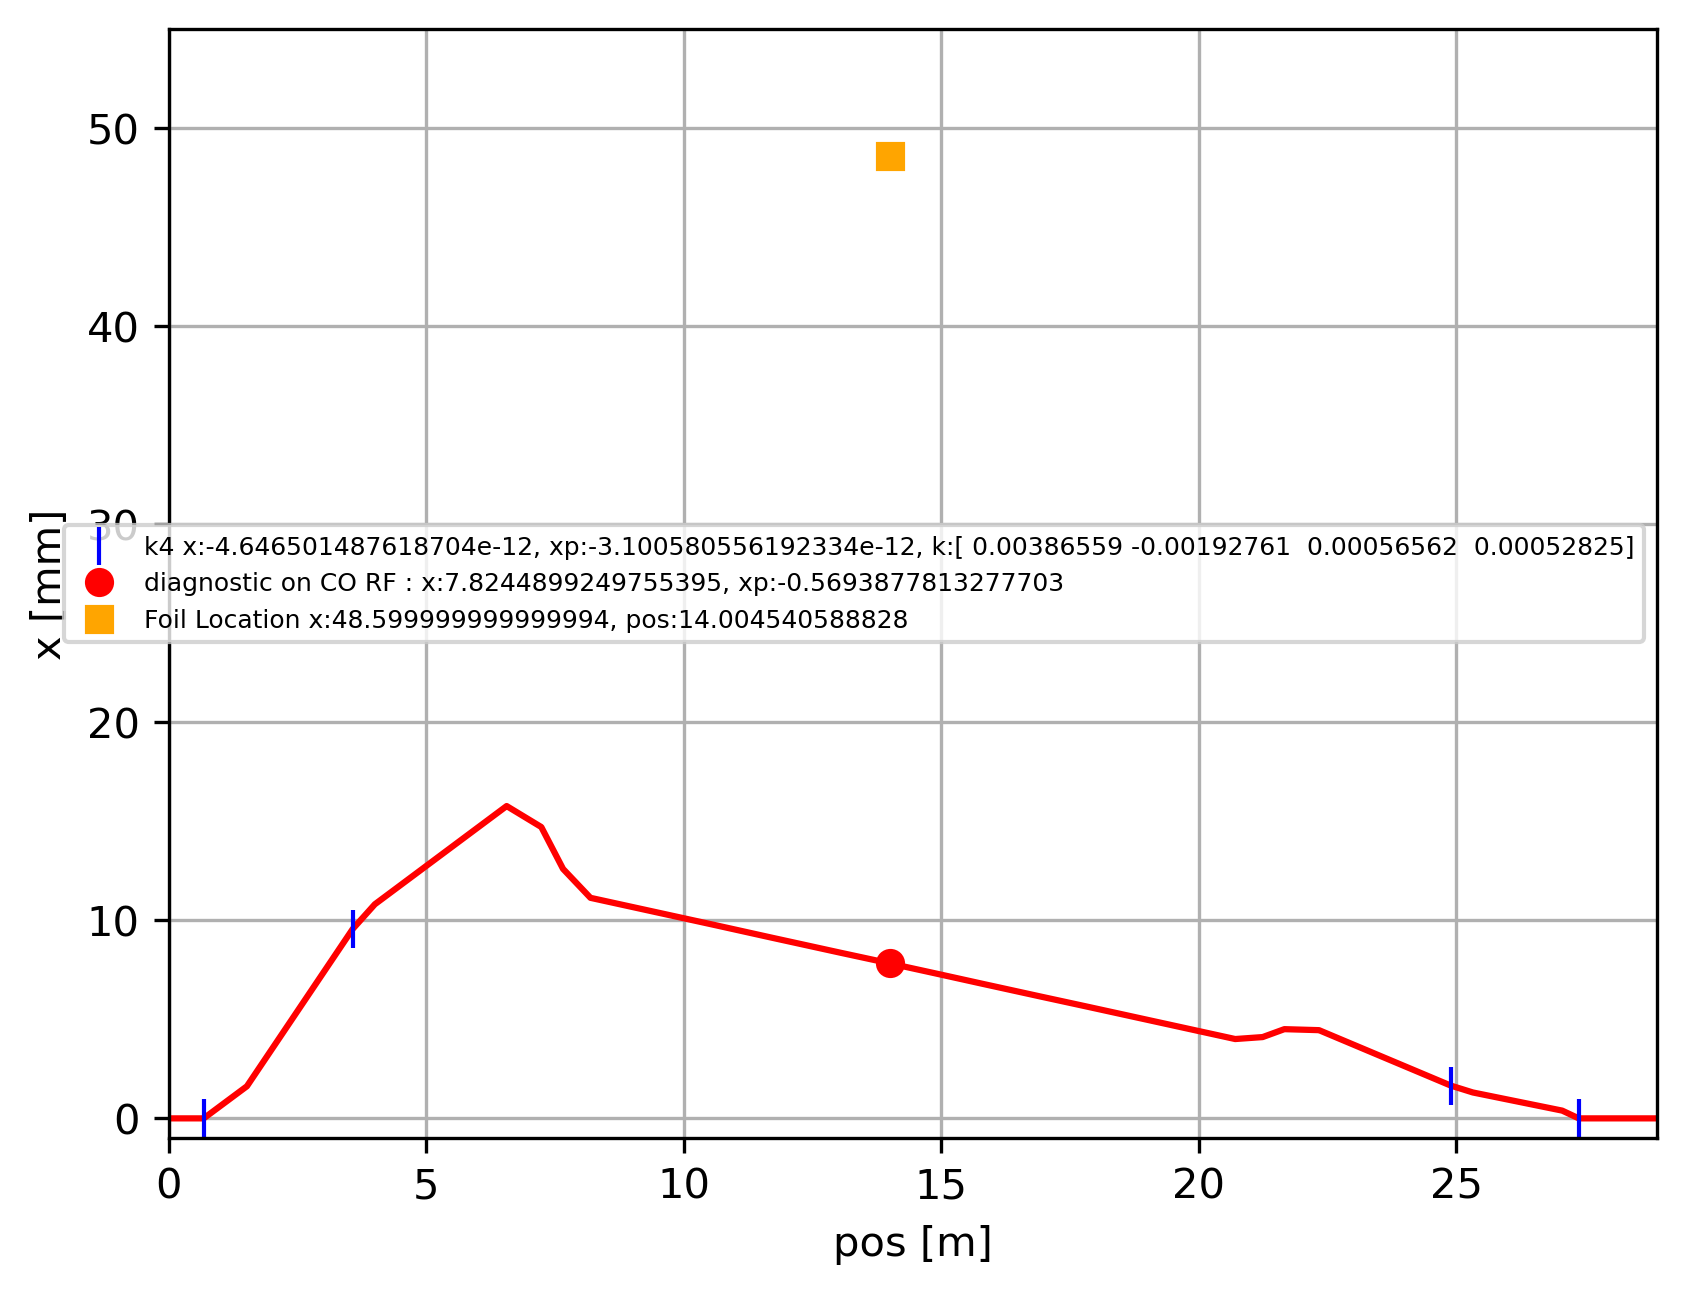 50
40
30
k4 x:-4.646501487618704e-12, xp:-3.100580556192334e-12, k:[ 0.00386559 -0.00192761  0.00056562  0.00052825]
diagnostic on CO RF : x:7.8244899249755395, xp:-0.5693877813277703
Foil Location x:48.599999999999994, pos:14.004540588828
x [mm]
20
10
0
0 5 10 15 20 25
pos [m]